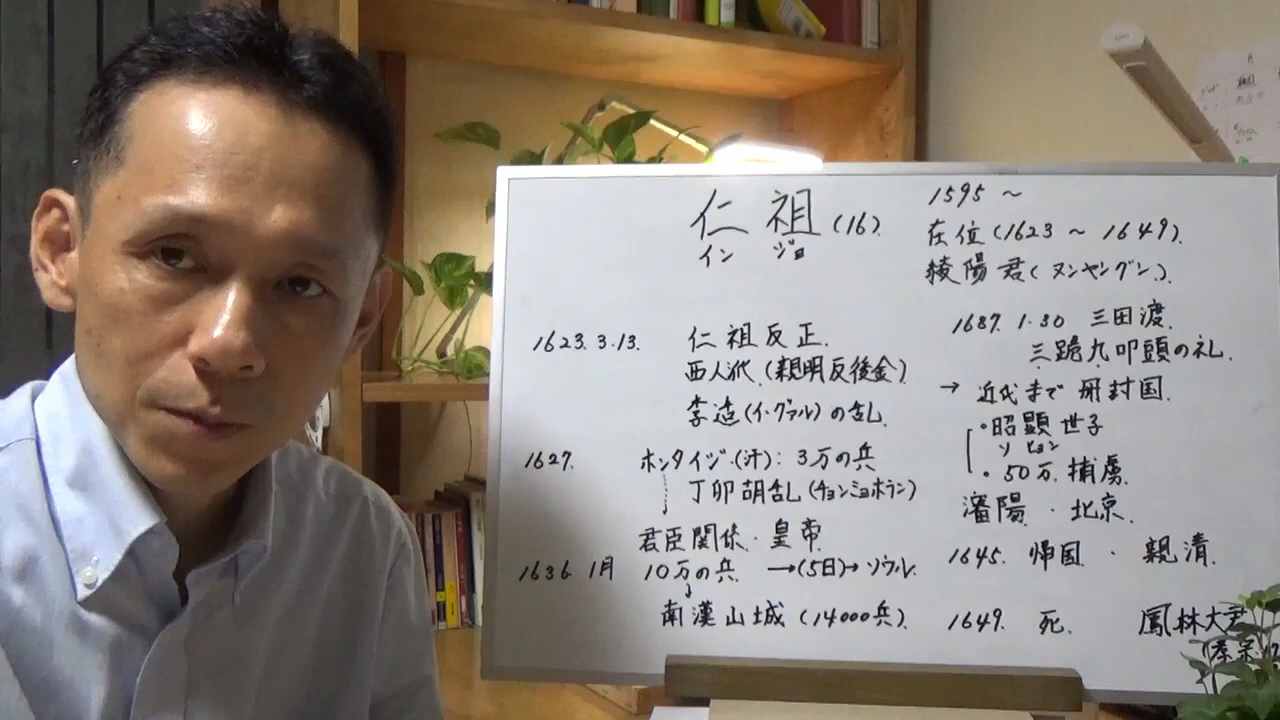 仁祖(16)
イン ジョ
1595 ~
在位(1623 ~ 1649).
綾陽君(ヌンヤングン).
1623.3.13. 仁祖反正.
西人派.(親明反後金)
李适(イ・グァル)の乱
1627. ホンタイジ.(汗): 3万の兵
丁卯胡乱(チョンミョホラン)
君臣関係・皇帝
1636 1月 10万の兵. →(5日)→ ソウル.
南漢山城(14000兵).
1637. 1.30 三田渡.
三跪九叩頭の礼.
→ 近代まで 冊封国.
・昭顕世子
ソ ヒョン
・50万.捕虜.
瀋陽・北京.
1645. 帰国・親清.
1649. 死. 鳳林大君